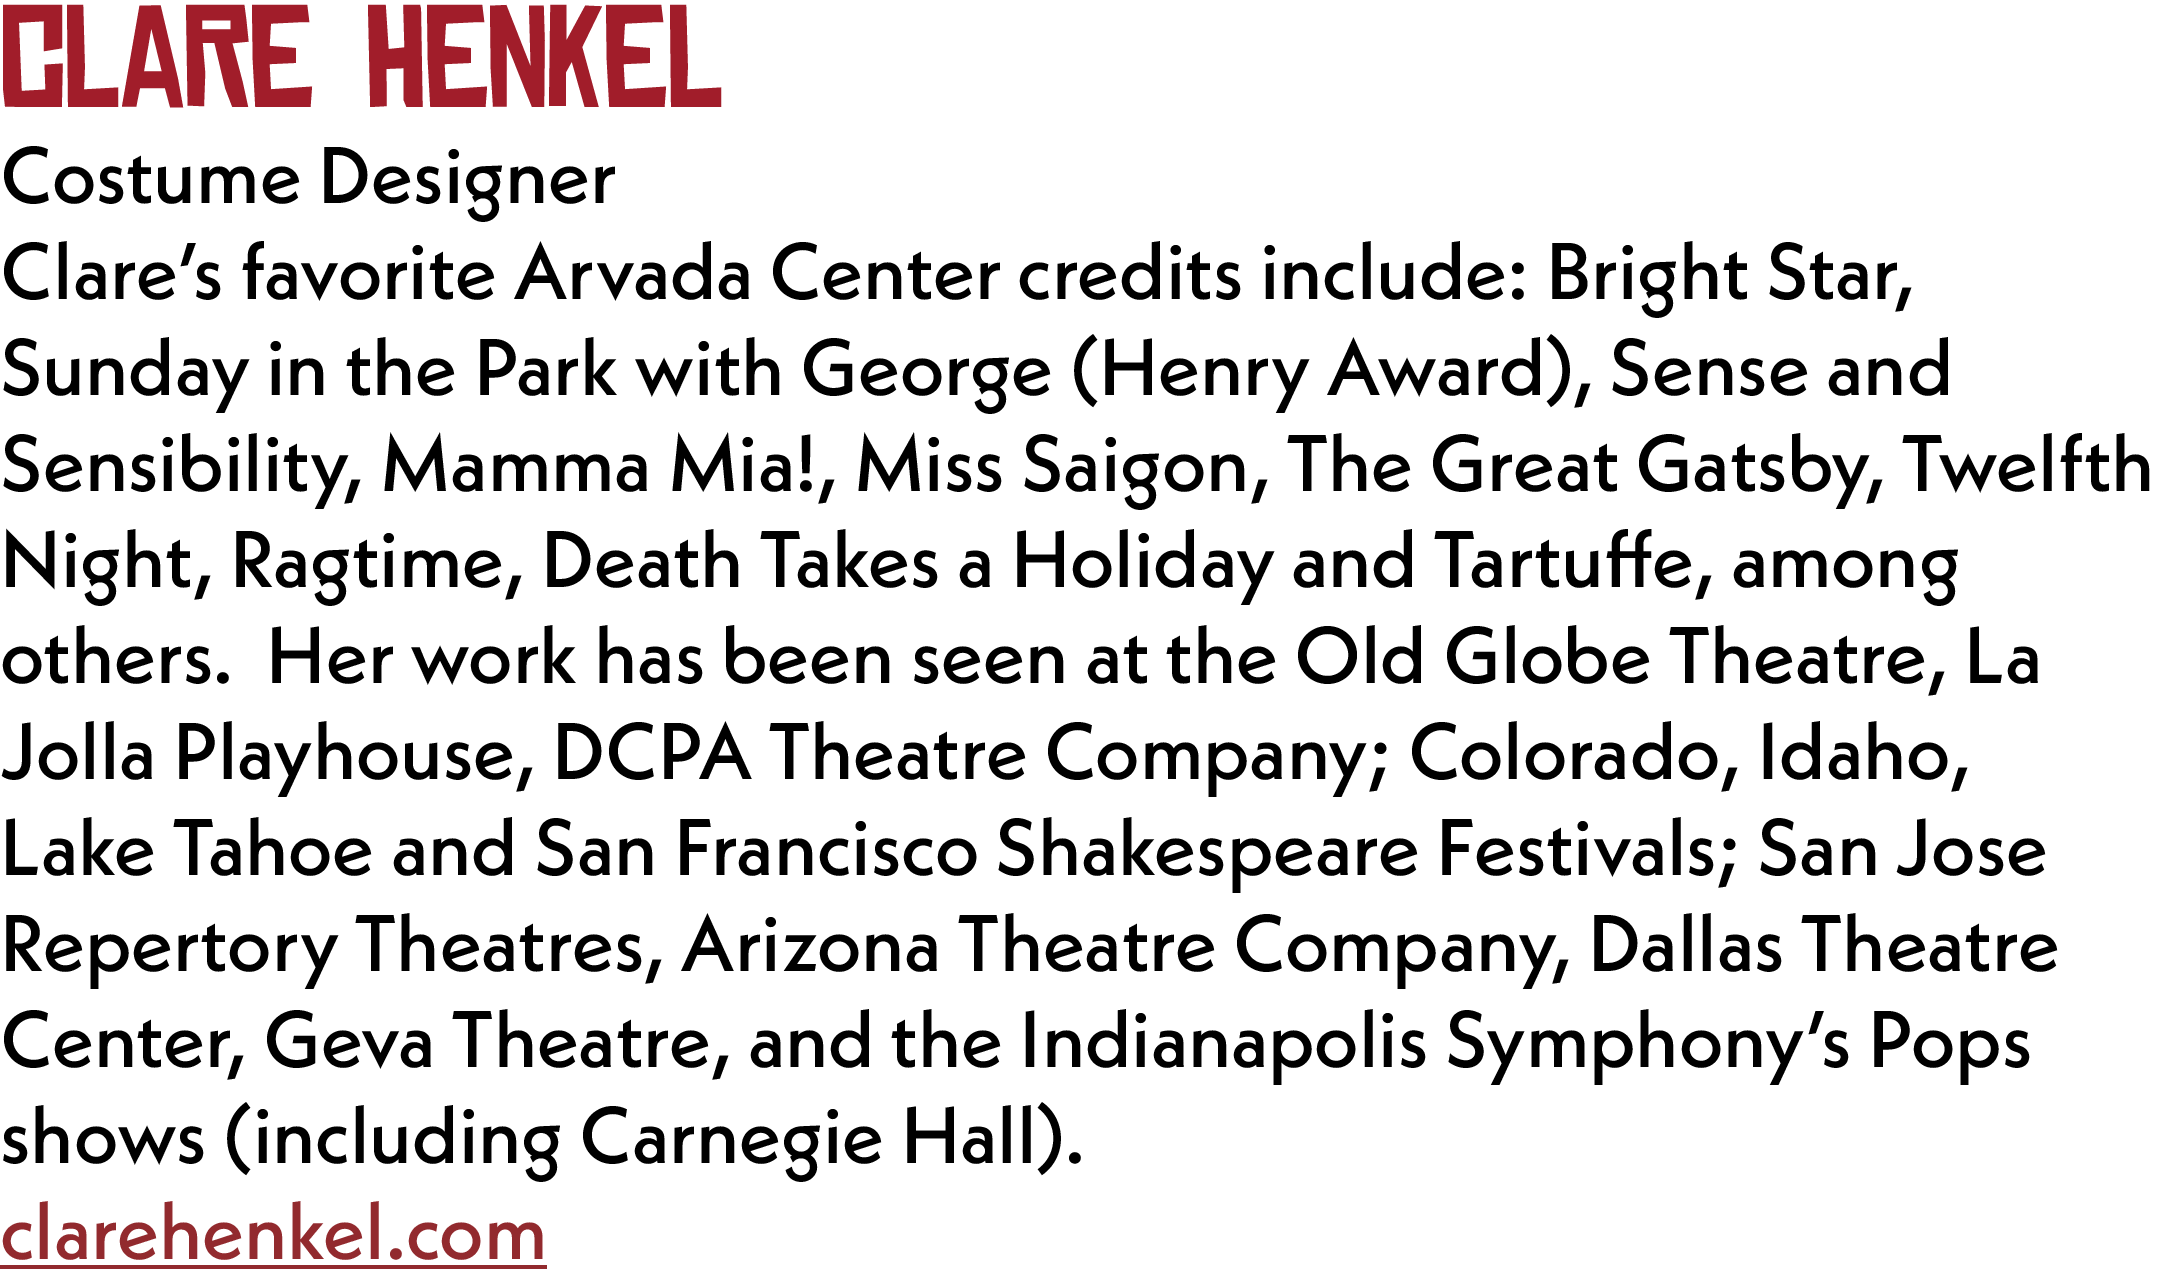 CLARE HENKEL
Costume Designer
Clare’s favorite Arvada Center credits include: Bright Star,
Sunday in the Park with George (Henry Award), Sense and
Sensibility, Mamma Mia!, Miss Saigon, The Great Gatsby, Twelfth
Night, Ragtime, Death Takes a Holiday and Tartuffe, among
others.  Her work has been seen at the Old Globe Theatre, La
Jolla Playhouse, DCPA Theatre Company; Colorado, Idaho,
Lake Tahoe and San Francisco Shakespeare Festivals; San Jose
Repertory Theatres, Arizona Theatre Company, Dallas Theatre
Center, Geva Theatre, and the Indianapolis Symphony’s Pops
shows (including Carnegie Hall).
clarehenkel.com